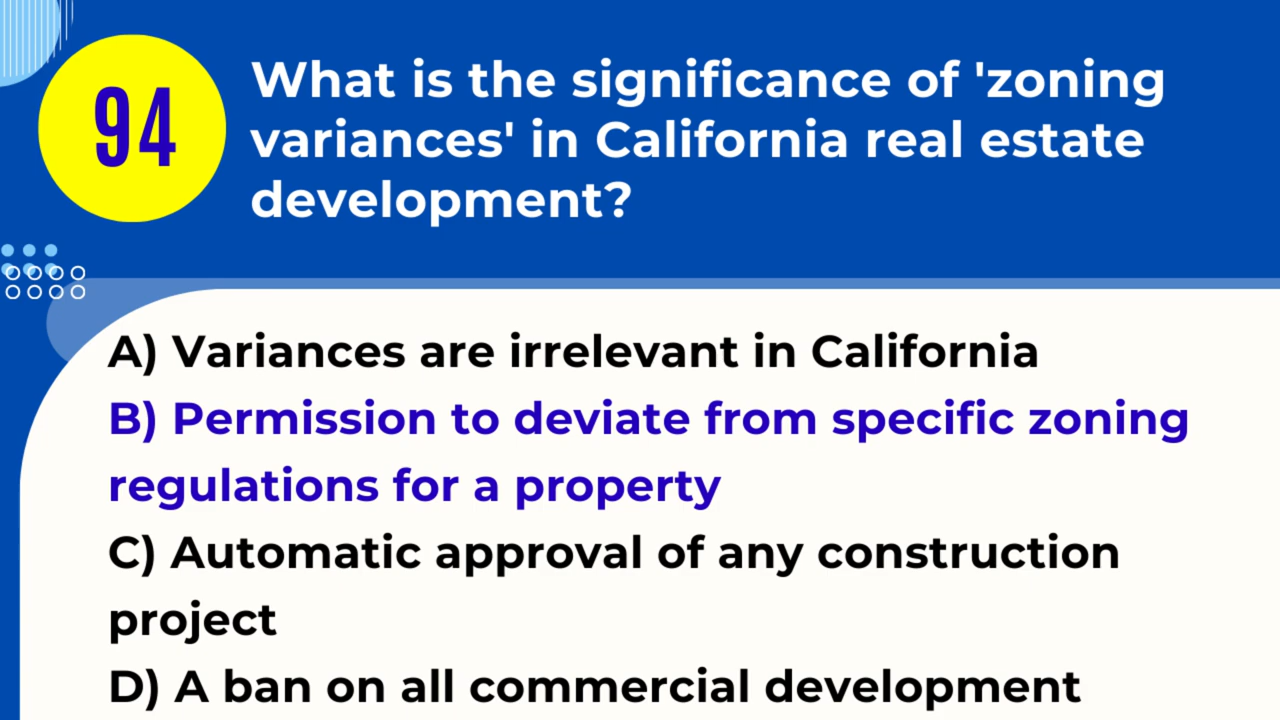 94
What is the significance of 'zoning
variances' in California real estate
development?
A) Variances are irrelevant in California
B) Permission to deviate from specific zoning
regulations for a property
C) Automatic approval of any construction
project
D) A ban on all commercial development